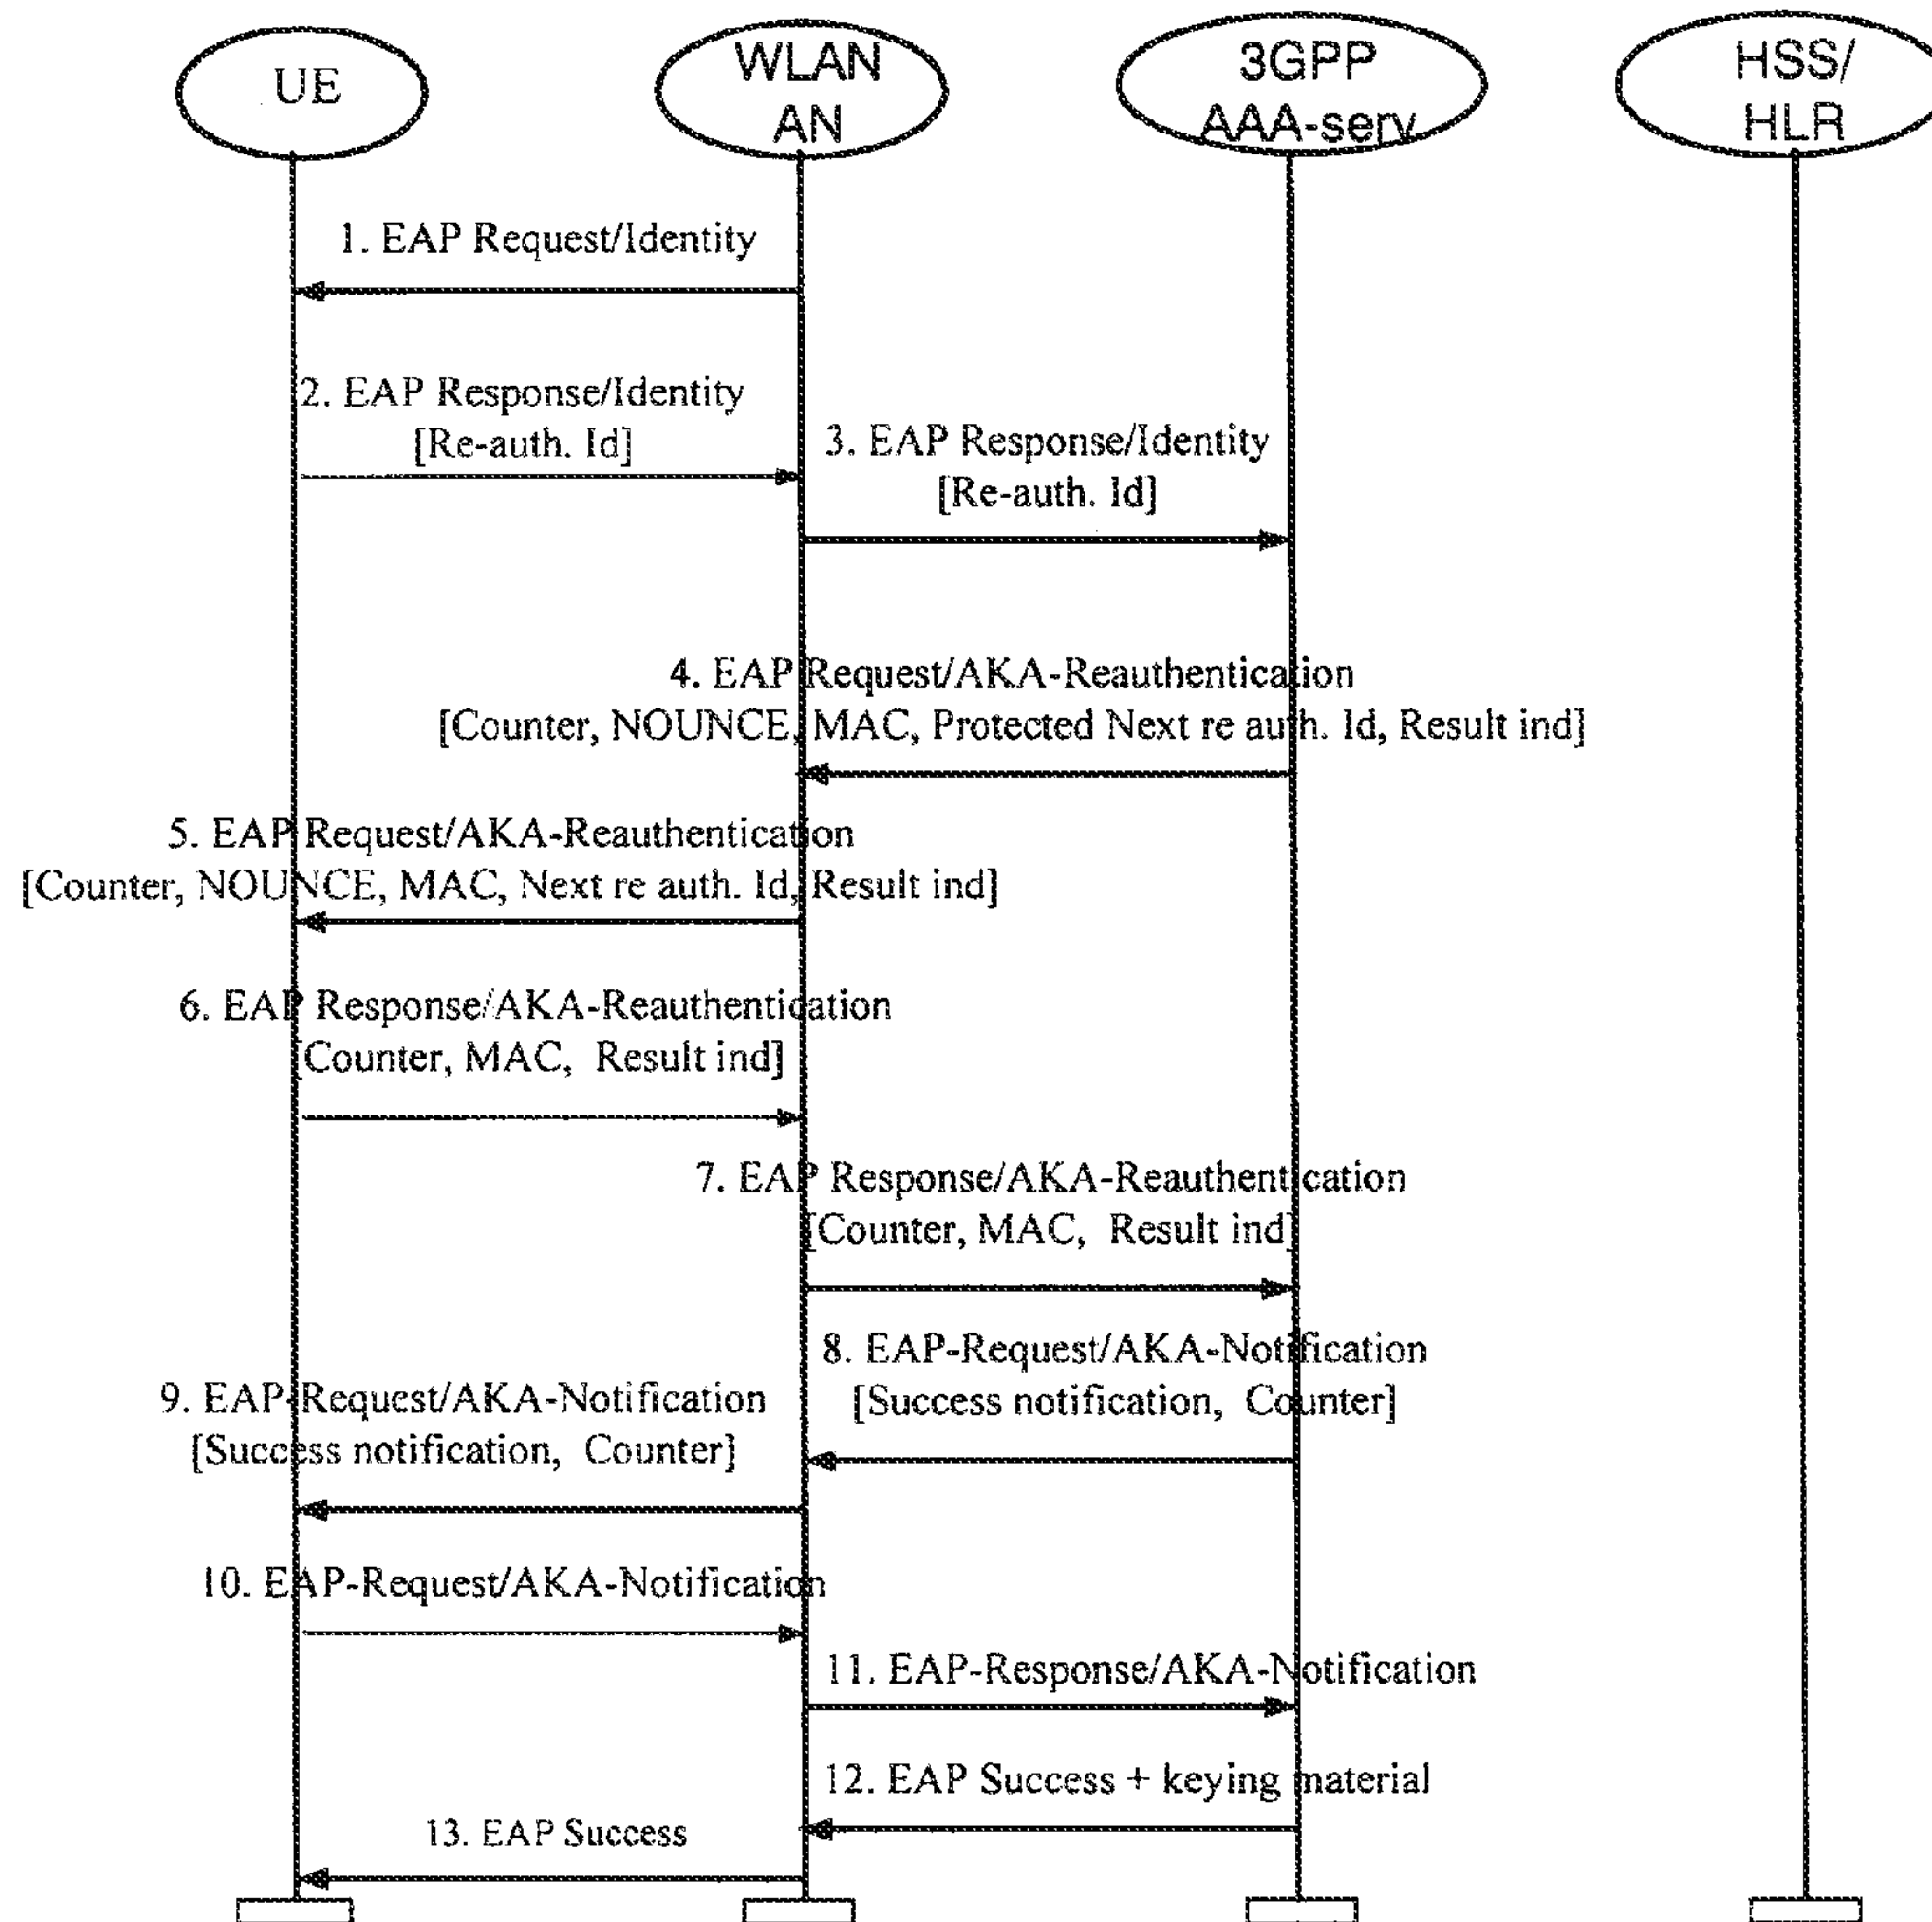 UE
WLAN
AN
3GPP
AAA-serv
HSS/
HLR
1. EAP Request/Identity
2. EAP Response/Identity
[Re-auth. Id]
3. EAP Response/Identity
[Re-auth. Id]
4. EAP Request/AKA-Reauthentication
[Counter, NOUNCE, MAC, Protected Next re auth. Id, Result ind]
5. EAP Request/AKA-Reauthentication
[Counter, NOUNCE, MAC, Next re auth. Id, Result ind]
6. EAP Response/AKA-Reauthentication
[Counter, MAC, Result ind]
7. EAP Response/AKA-Reauthentication
[Counter, MAC, Result ind]
8. EAP-Request/AKA-Notification
[Success notification, Counter]
9. EAP-Request/AKA-Notification
[Success notification, Counter]
10. EAP-Request/AKA-Notification
11. EAP-Response/AKA-Notification
12. EAP Success + keying material
13. EAP Success